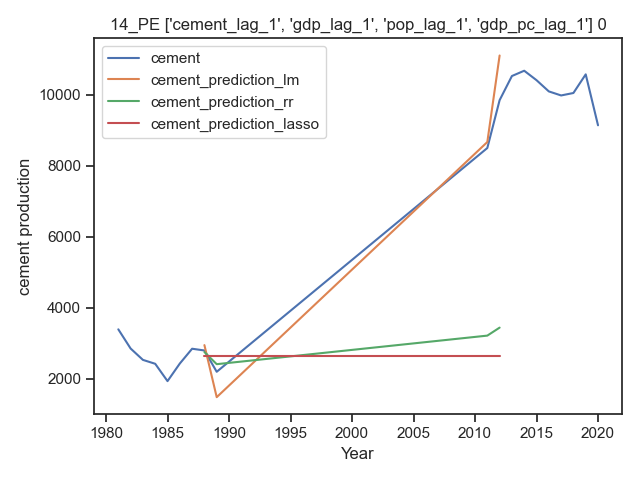 14_PE ['cement_lag_1', 'gdp_lag_1', 'pop_lag_1', 'gdp_pc_lag_1'] 0
cement
cement_prediction_lm
cement_prediction_rr
cement_prediction_lasso
10000
8000
6000
4000
2000
cement production
1980 1985 1990 1995 2000 2005 2010 2015 2020
Year